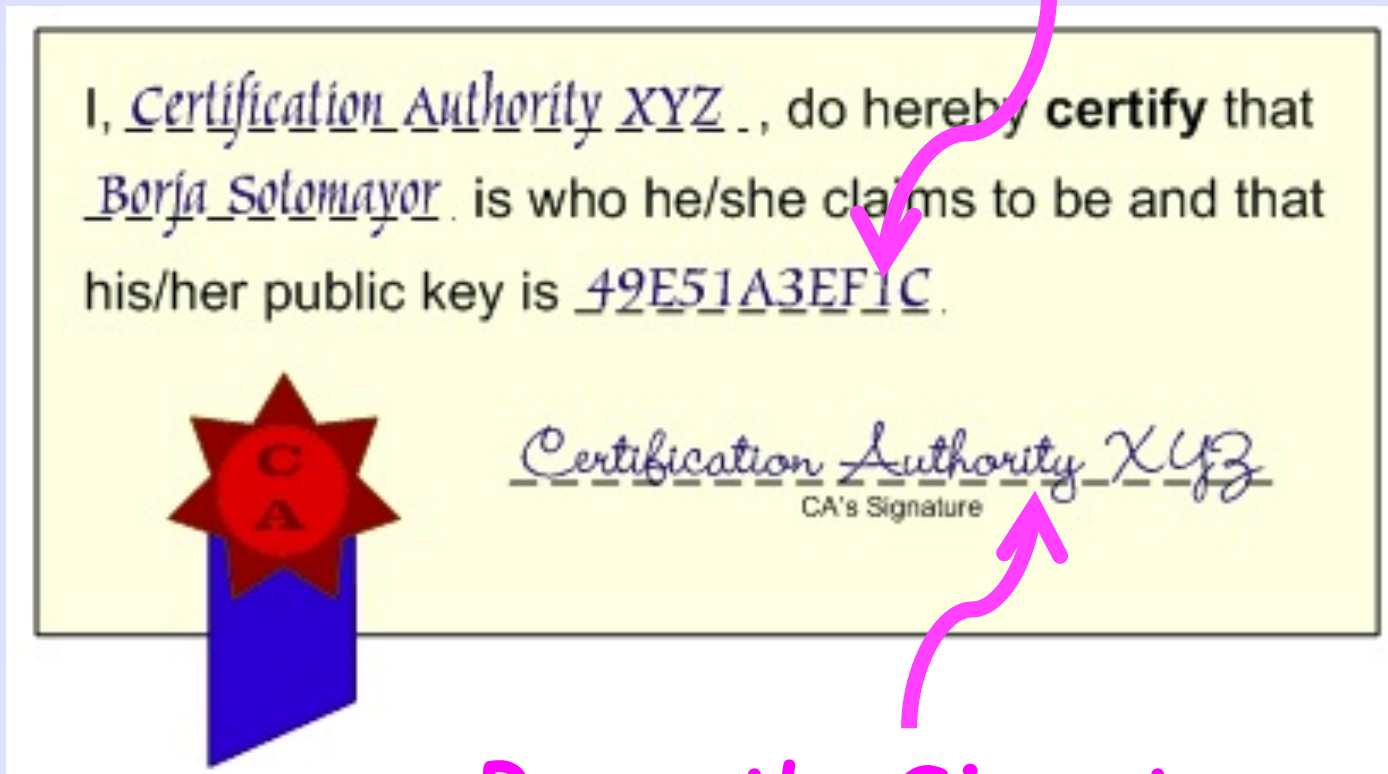 I, Certification Authority XYZ, do hereby certify that
Borja Sotomayor. is who he/she claims to be and that
his/her public key is 49E51A3EF1C.
C
A
Certification Authority XYZ
CA's Signature